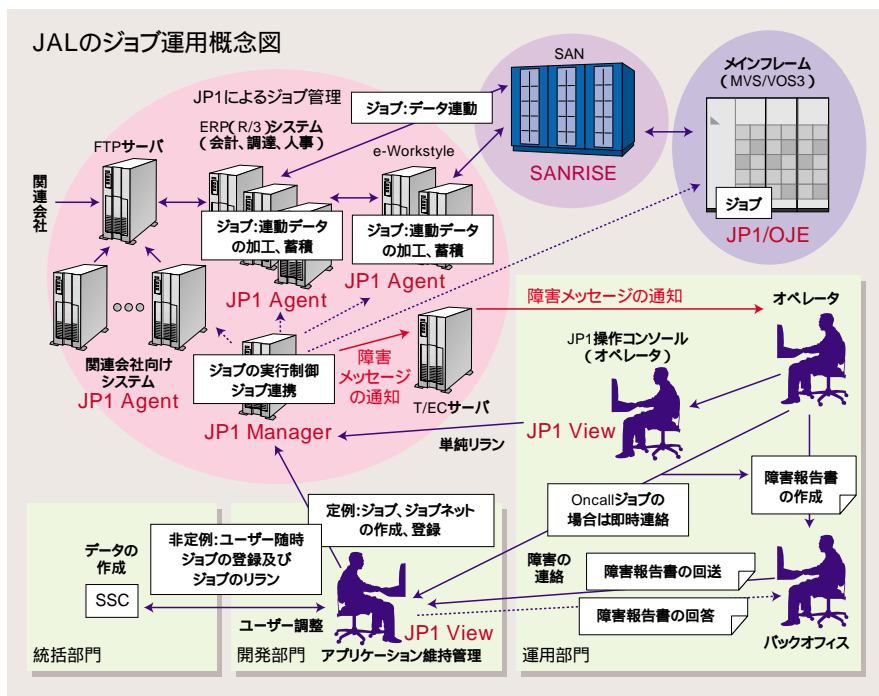 JALのジョブ運用概念図
SAN
メインフレーム
（MVS/VOS3）
JP1によるジョブ管理
ジョブ:データ連動
ERP（R/3）システム
（会計、調達、人事）
FTPサーバ
e-Workstyle
関連会社
SANRISE
ジョブ
JP1/OJE
ジョブ:連動データ
の加工、蓄積
ジョブ:連動データ
の加工、蓄積
JP1 Agent
JP1 Agent
障害メッセージの通知
オペレータ
JP1操作コンソール
（オペレータ）
関連会社向け
システム
JP1 Agent
ジョブの実行制御
ジョブ連携
障害
メッセージ
の通知
T/ECサーバ
JP1 Manager
JP1 View
単純リラン
障害報告書
の作成
定例:ジョブ、ジョブネット
の作成、登録
Oncallジョブの
場合は即時連絡
非定例:ユーザー随時
ジョブの登録及び
ジョブのリラン
データの
作成
SSC
障害の
連絡
障害報告書の回送
障害報告書の回答
ユーザー調整
JP1 View
バックオフィス
統括部門
開発部門
アプリケーション維持管理
運用部門